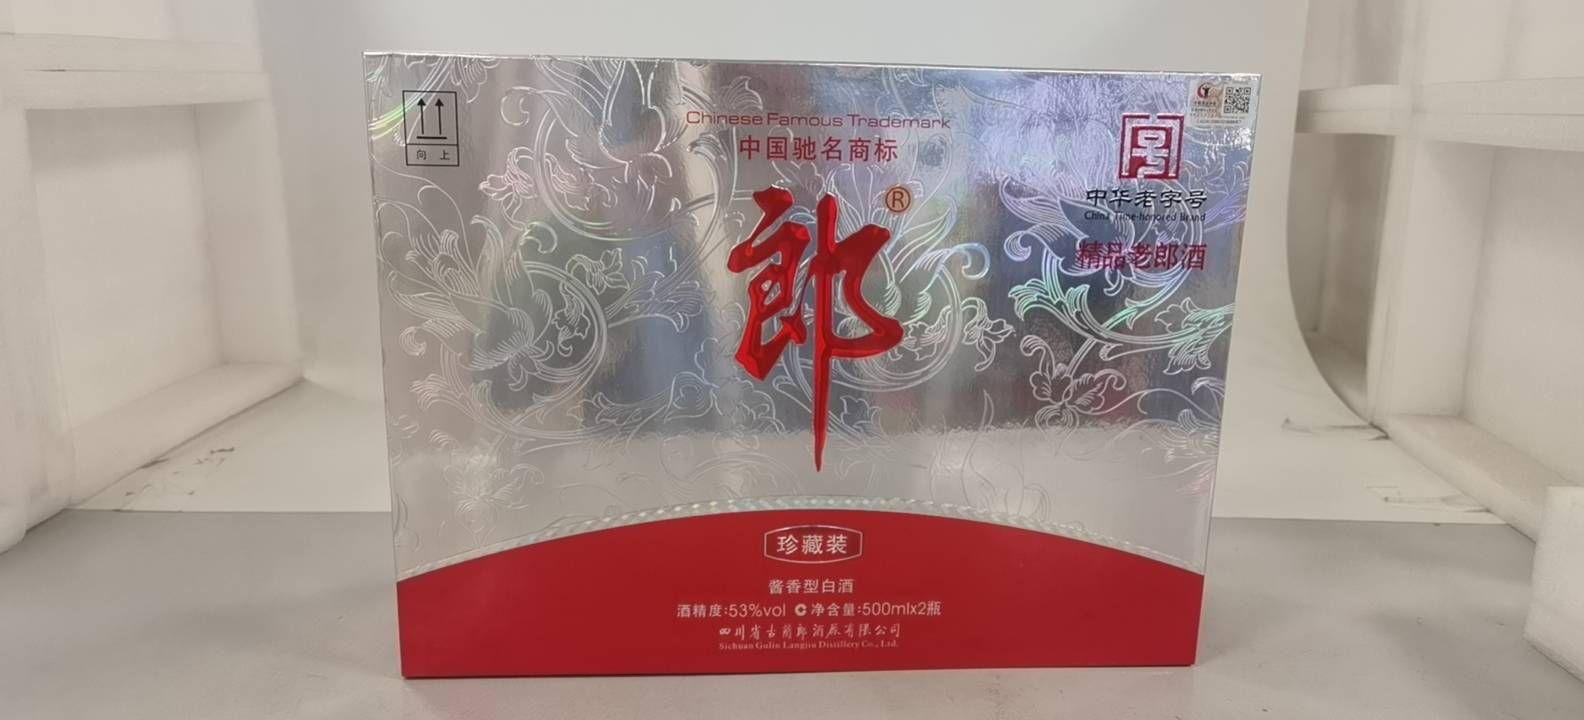 向 上
Chinese Famous Trademark
中国驰名商标
郎®
中华老字号
China Time-honored Brand
精品老郎酒
珍藏装
酱香型白酒
酒精度:53%vol C 净含量:500mlx2瓶
四川省古蔺郎酒厂有限公司
Sichuan Gulin Langjiu Distillery Co., Ltd.